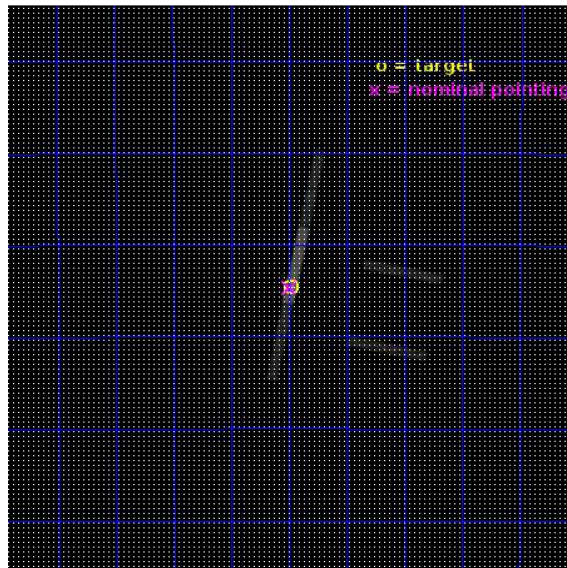 o = target
x = nominal pointing